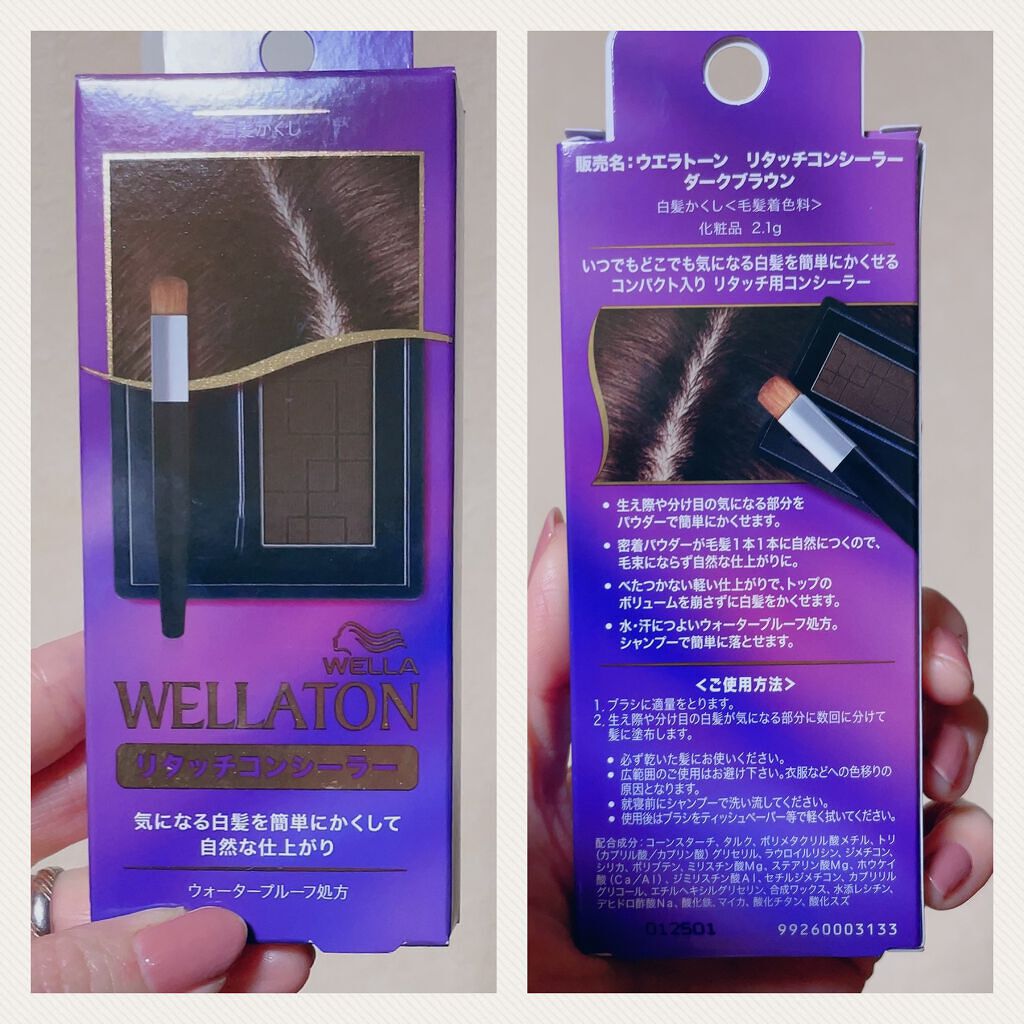 白髪かくし
WELLA
WELLATON
リタッチコンシーラー
気になる白髪を簡単にかくして
自然な仕上がり
ウォータープルーフ処方
販売名：ウエラトーン　リタッチコンシーラー
ダークブラウン
白髪かくし＜毛髪着色料＞
化粧品 2.1g
いつでもどこでも気になる白髪を簡単にかくせる
コンパクト入り リタッチ用コンシーラー
● 生え際や分け目の気になる部分を
パウダーで簡単にかくせます。
● 密着パウダーが毛髪1本1本に自然につくので、
毛束にならず自然な仕上がりに。
● べたつかない軽い仕上がりで、トップの
ボリュームを崩さずに白髪をかくせます。
● 水・汗につよいウォータープルーフ処方。
シャンプーで簡単に落とせます。
＜ご使用方法＞
1. ブラシに適量をとります。
2. 生え際や分け目の白髪が気になる部分に数回に分けて
髪に塗布します。
● 必ず乾いた髪にお使いください。
● 広範囲のご使用はお避け下さい。衣服などへの色移りの
原因となります。
● 就寝前にシャンプーで洗い流してください。
● 使用後はブラシをティッシュペーパー等で軽く拭いてください。
配合成分：コーンスターチ、タルク、ポリメタクリル酸メチル、トリ
（カプリル酸／カプリン酸）グリセリル、ラウロイルリシン、ジメチコン、
シリカ、ポリブテン、ミリスチン酸Mg、ステアリン酸Mg、ホウケイ
酸（Ca／Al）、ジミリスチン酸Al、セチルジメチコン、カプリリル
グリコール、エチルヘキシルグリセリン、合成ワックス、水添レシチン、
デヒドロ酢酸Na、酸化鉄、マイカ、酸化チタン、酸化スズ
012501
99260003133